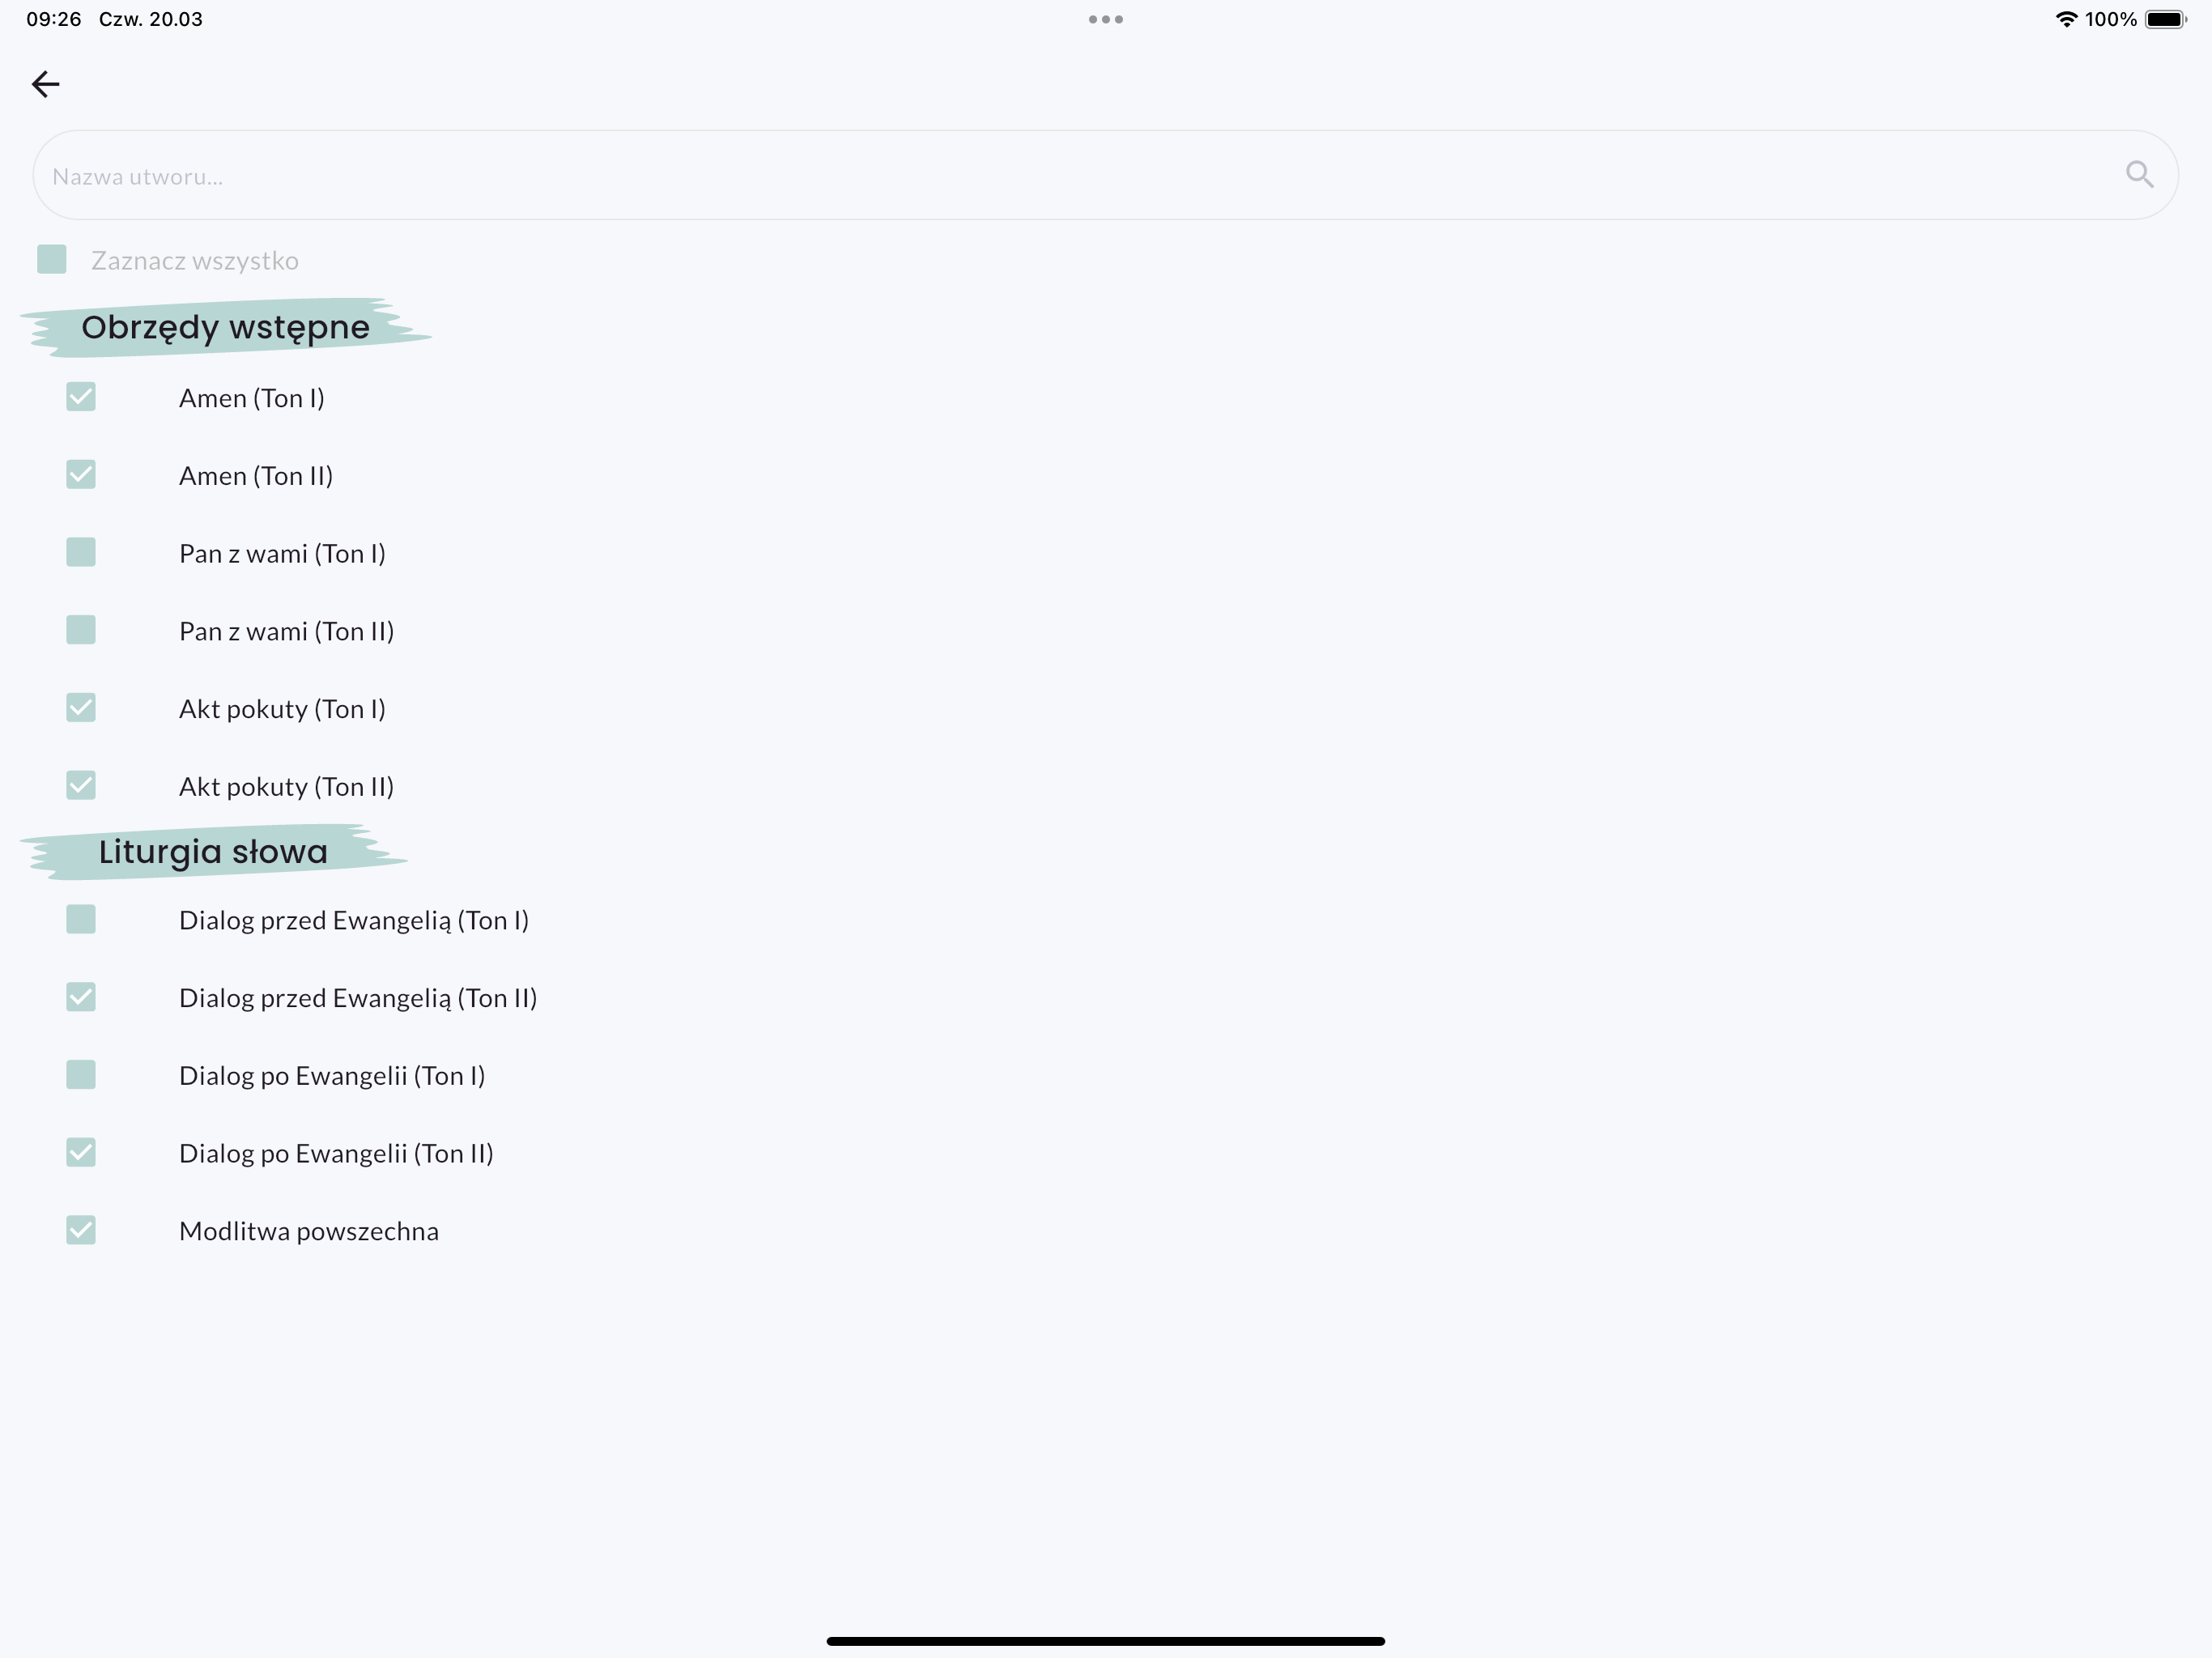 09:26 Czw. 20.03
100%
Nazwa utworu...
Zaznacz wszystko
Obrzędy wstępne
Amen (Ton I)
Amen (Ton II)
Pan z wami (Ton I)
Pan z wami (Ton II)
Akt pokuty (Ton I)
Akt pokuty (Ton II)
Liturgia słowa
Dialog przed Ewangelią (Ton I)
Dialog przed Ewangelią (Ton II)
Dialog po Ewangelii (Ton I)
Dialog po Ewangelii (Ton II)
Modlitwa powszechna